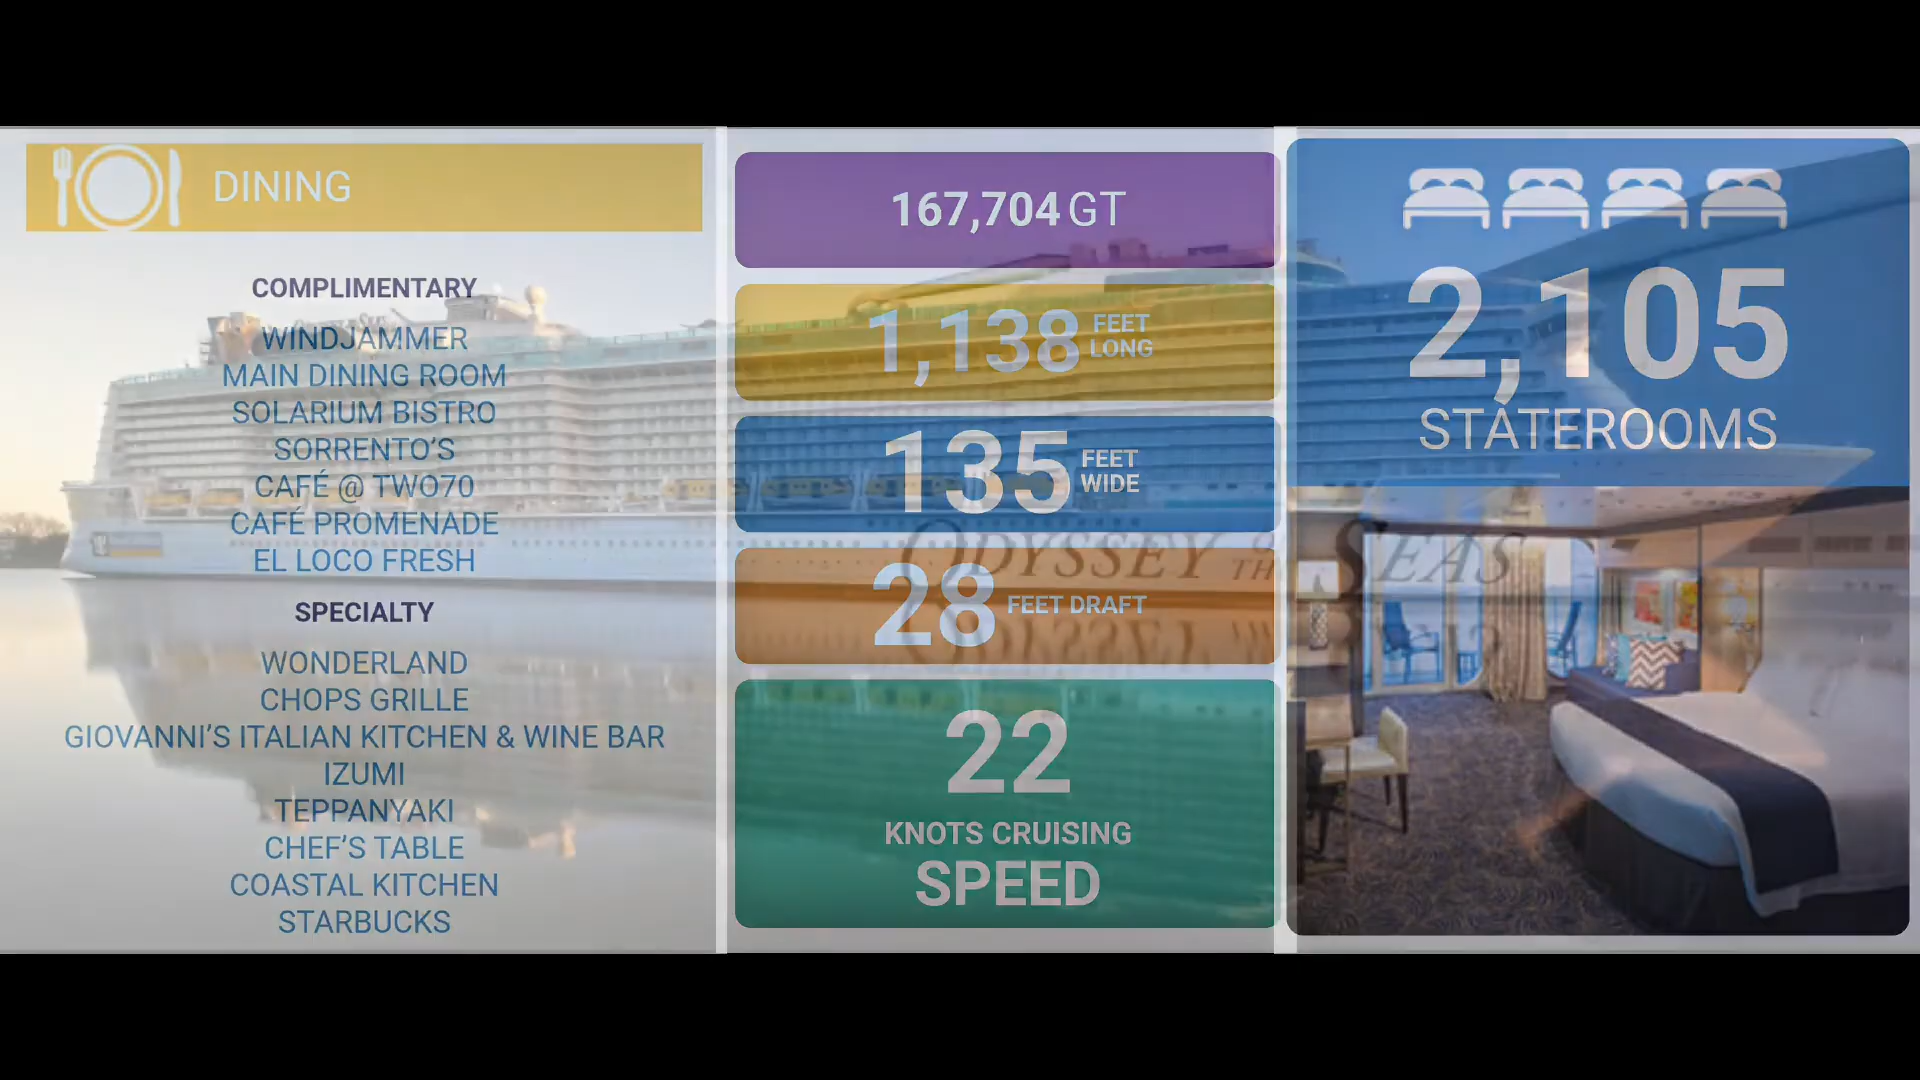 DINING
COMPLIMENTARY
WINDJAMMER
MAIN DINING ROOM
SOLARIUM BISTRO
SORRENTO'S
CAFÉ @ TWO70
CAFÉ PROMENADE
EL LOCO FRESH
SPECIALTY
WONDERLAND
CHOPS GRILLE
GIOVANNI'S ITALIAN KITCHEN & WINE BAR
IZUMI
TEPPANYAKI
CHEF'S TABLE
COASTAL KITCHEN
STARBUCKS
167,704 GT
1,138 FEET LONG
135 FEET WIDE
28 FEET DRAFT
22
KNOTS CRUISING
SPEED
ODYSSEY OF THE SEAS
2,105
STATEROOMS